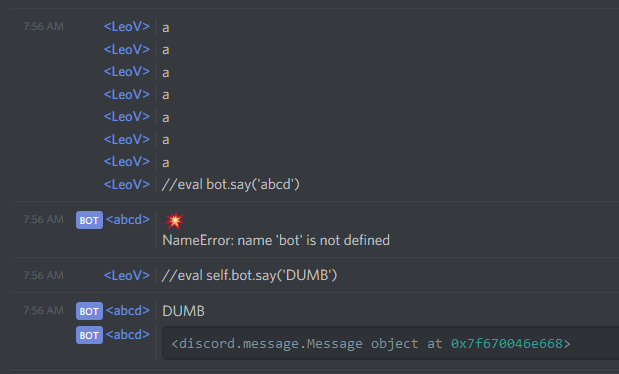 7:56 AM <LeoV> a
<LeoV> a
<LeoV> a
<LeoV> a
<LeoV> a
<LeoV> a
<LeoV> a
<LeoV> //eval bot.say('abcd')
7:56 AM BOT <abcd> 💥
NameError: name 'bot' is not defined
7:56 AM <LeoV> //eval self.bot.say('DUMB')
7:56 AM BOT <abcd> DUMB
BOT <abcd> <discord.message.Message object at 0x7f670046e668>